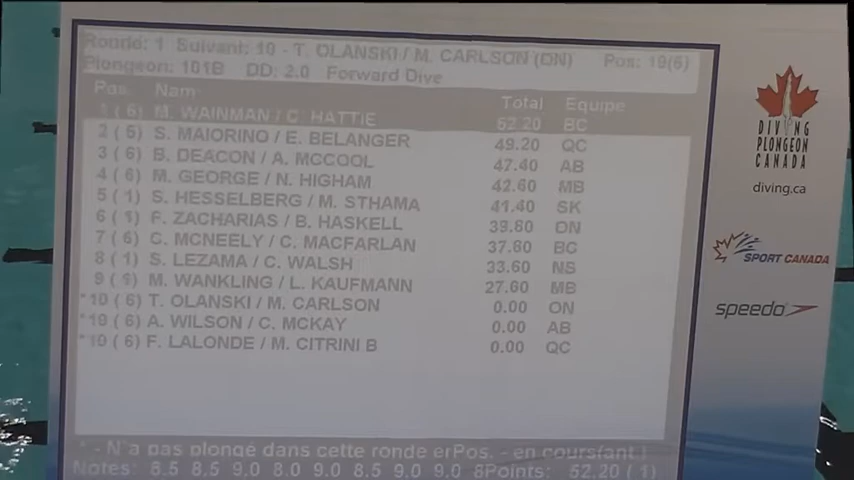 Ronde: 1 Suivant: 10 - T. OLANSKI / M. CARLSON (ON) Pos: 10(6)
Plongeon: 101B DD: 2.0 Forward Dive
Pos. Nom Total Equipe
1 (6) M. WAINMAN / C. HATTIE 52.20 BC
2 (5) S. MAIORINO / E. BELANGER 49.20 QC
3 (6) B. DEACON / A. MCCOOL 47.40 AB
4 (6) M. GEORGE / N. HIGHAM 42.60 MB
5 (1) S. HESSELBERG / M. STHAMA 41.40 SK
6 (1) F. ZACHARIAS / B. HASKELL 39.80 ON
7 (6) C. MCNEELY / C. MACFARLAN 37.80 BC
8 (1) S. LEZAMA / C. WALSH 33.60 NS
9 M. WANKLING / L. KAUFMANN 27.60 MB
*10 (6) T. OLANSKI / M. CARLSON 0.00 ON
*10 (6) A. WILSON / C. MCKAY 0.00 AB
*10 (6) F. LALONDE / M. CITRINI B 0.00 QC
* - N'a pas plongé dans cette ronde
Notes: 8.5 8.5 9.0 8.0 9.0 8.5 9.0 9.0 Points: 52.20 (1)
DIVING
PLONGEON
CANADA
diving.ca
SPORT CANADA
speedo